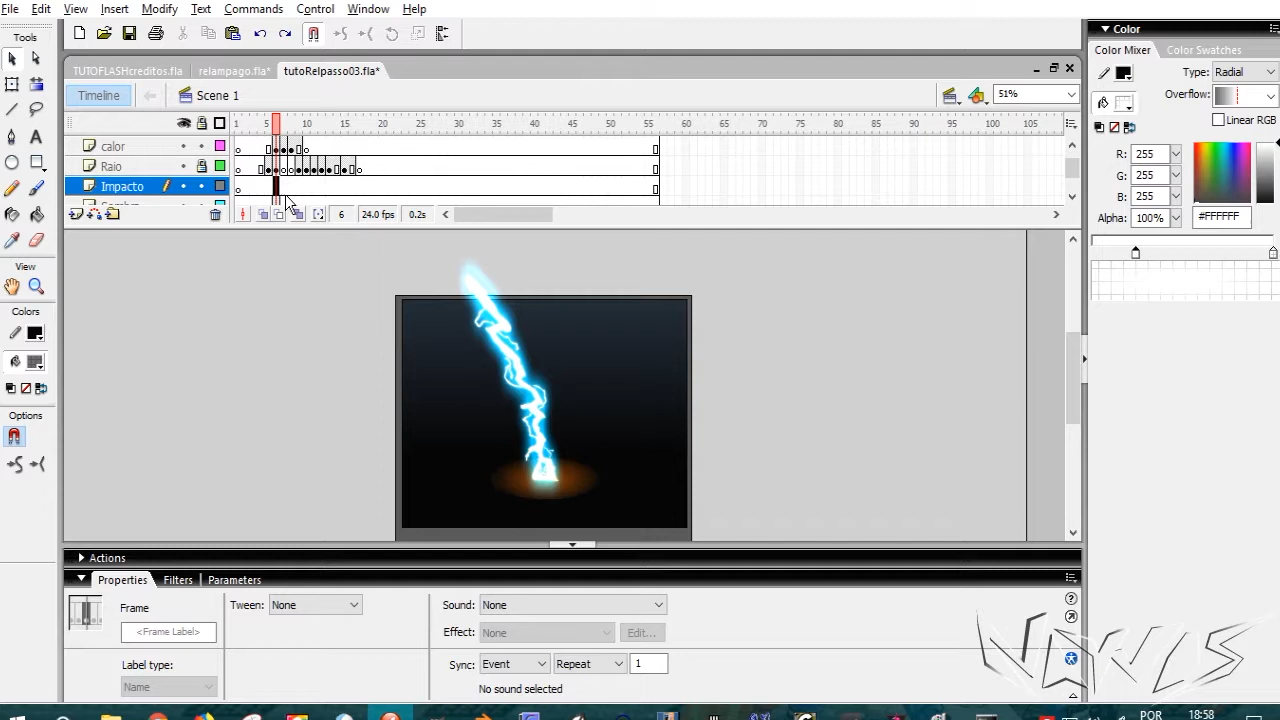 File Edit View Insert Modify Text Commands Control Window Help
Tools
View
Colors
Options
TUTOFLASHcreditos.fla relampago.fla* tutoRelpasso03.fla*
Timeline Scene 1 51%
1 5 10 15 20 25 30 35 40 45 50 55 60 65 70 75 80 85 90 95 100 105
calor
Raio
Impacto
6 24.0 fps 0.2s
Actions
Properties Filters Parameters
Frame
<Frame Label>
Label type:
Name
Tween: None
Sound: None
Effect: None Edit...
Sync: Event Repeat 1
No sound selected
Color
Color Mixer Color Swatches
Type: Radial
Overflow:
Linear RGB
R: 255
G: 255
B: 255
Alpha: 100% #FFFFFF
POR 18:58